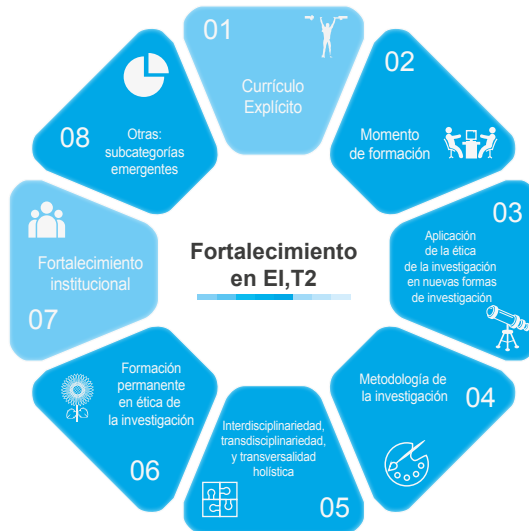 01
Currículo
Explícito
02
Momento
de formación
03
Aplicación
de la ética
de la investigación
en nuevas formas
de investigación
Metodología de
la investigación
04
Interdisciplinariedad,
transdisciplinariedad,
y transversalidad
holística
05
Formación
permanente
en ética de
la investigación
06
Fortalecimiento
institucional
07
08
Otras:
subcategorías
emergentes
Fortalecimiento
en EI,T2